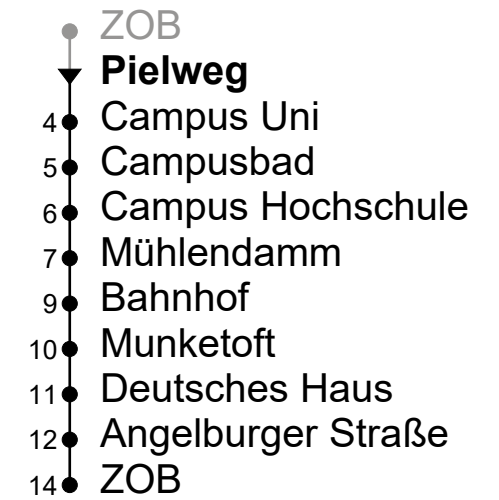 ZOB
Pielweg
4 Campus Uni
5 Campusbad
6 Campus Hochschule
7 Mühlendamm
9 Bahnhof
10 Munketoft
11 Deutsches Haus
12 Angelburger Straße
14 ZOB